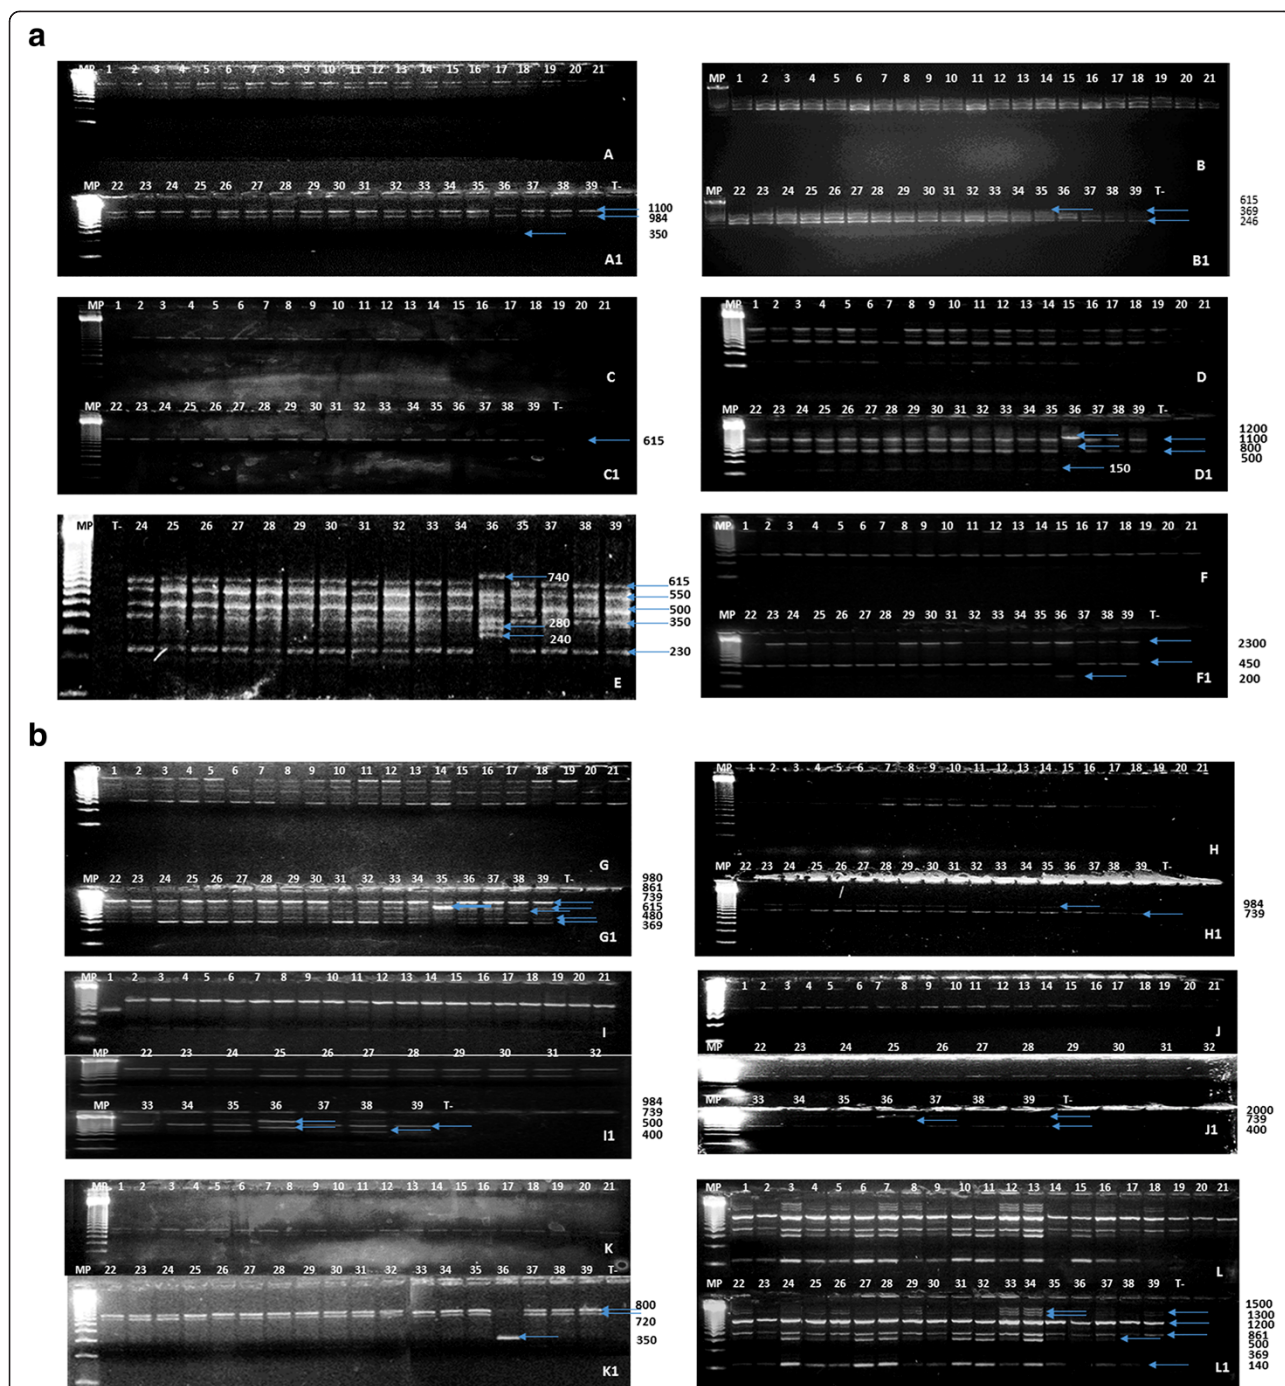 a
MP 1 2 3 4 5 6 7 8 9 10 11 12 13 14 15 16 17 18 19 20 21
A
MP 22 23 24 25 26 27 28 29 30 31 32 33 34 35 36 37 38 39 T-
1100
984
350
A1
MP 1 2 3 4 5 6 7 8 9 10 11 12 13 14 15 16 17 18 19 20 21
B
MP 22 23 24 25 26 27 28 29 30 31 32 33 34 35 36 37 38 39 T-
615
369
246
B1
MP 1 2 3 4 5 6 7 8 9 10 11 12 13 14 15 16 17 18 19 20 21
C
MP 22 23 24 25 26 27 28 29 30 31 32 33 34 35 36 37 38 39 T-
615
C1
MP 1 2 3 4 5 6 7 8 9 10 11 12 13 14 15 16 17 18 19 20 21
D
MP 22 23 24 25 26 27 28 29 30 31 32 33 34 35 36 37 38 39 T-
1200
1100
800
500
150
D1
MP T- 24 25 26 27 28 29 30 31 32 33 34 36 35 37 38 39
740
615
550
500
350
280
240
230
E
MP 1 2 3 4 5 6 7 8 9 10 11 12 13 14 15 16 17 18 19 20 21
F
MP 22 23 24 25 26 27 28 29 30 31 32 33 34 35 36 37 38 39 T-
2300
450
200
F1
b
MP 1 2 3 4 5 6 7 8 9 10 11 12 13 14 15 16 17 18 19 20 21
G
MP 22 23 24 25 26 27 28 29 30 31 32 33 34 35 36 37 38 39 T-
980
861
739
615
480
369
G1
MP 1 2 3 4 5 6 7 8 9 10 11 12 13 14 15 16 17 18 19 20 21
H
MP 22 23 24 25 26 27 28 29 30 31 32 33 34 35 36 37 38 39 T-
984
739
H1
MP 1 2 3 4 5 6 7 8 9 10 11 12 13 14 15 16 17 18 19 20 21
I
MP 22 23 24 25 26 27 28 29 30 31 32
MP 33 34 35 36 37 38 39 T-
984
739
500
400
I1
MP 1 2 3 4 5 6 7 8 9 10 11 12 13 14 15 16 17 18 19 20 21
J
MP 22 23 24 25 26 27 28 29 30 31 32
MP 33 34 35 36 37 38 39 T-
2000
739
400
J1
MP 1 2 3 4 5 6 7 8 9 10 11 12 13 14 15 16 17 18 19 20 21
K
MP 22 23 24 25 26 27 28 29 30 31 32 33 34 35 36 37 38 39 T-
800
720
350
K1
MP 1 2 3 4 5 6 7 8 9 10 11 12 13 14 15 16 17 18 19 20 21
L
MP 22 23 24 25 26 27 28 29 30 31 32 33 34 35 36 37 38 39 T-
1500
1300
1200
861
500
369
140
L1